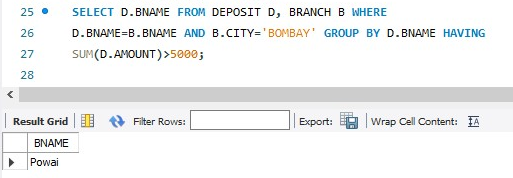 25 SELECT D.BNAME FROM DEPOSIT D, BRANCH B WHERE
26 D.BNAME=B.BNAME AND B.CITY='BOMBAY' GROUP BY D.BNAME HAVING
27 SUM(D.AMOUNT)>5000;
28
Result Grid Filter Rows: Export: Wrap Cell Content: IA
BNAME
Powai